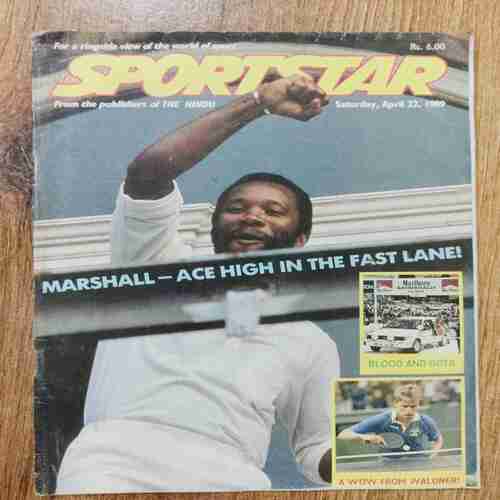 For a ringside view of the world of sport
Rs. 6.00
SPORTSTAR
From the publishers of THE HINDU
Saturday, April 22, 1989
MARSHALL — ACE HIGH IN THE FAST LANE!
Marlboro
BLOOD AND GUTS
A WOW FROM WALDNER!